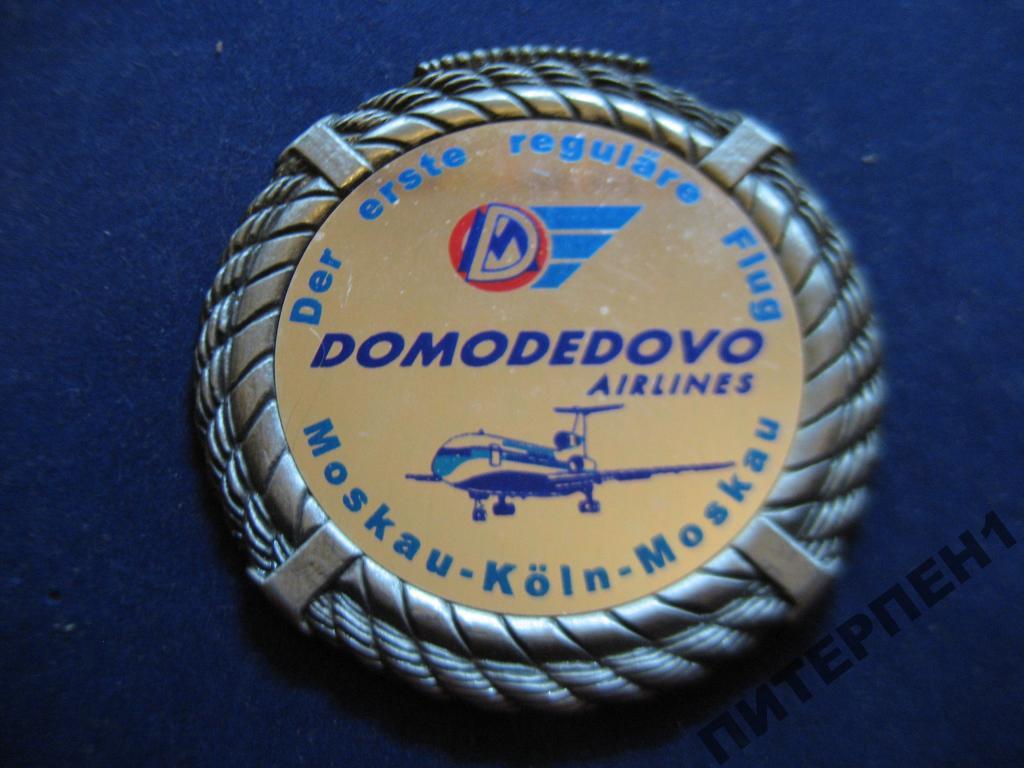 Der erste reguläre Flug
D
DOMODEDOVO
AIRLINES
Moskau-Köln-Moskau
ПИТЕРПЕН1